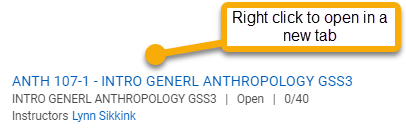 Right click to open in a
new tab
ANTH 107-1 - INTRO GENERL ANTHROPOLOGY GSS3
INTRO GENERL ANTHROPOLOGY GSS3 | Open | 0/40
Instructors Lynn Sikkink